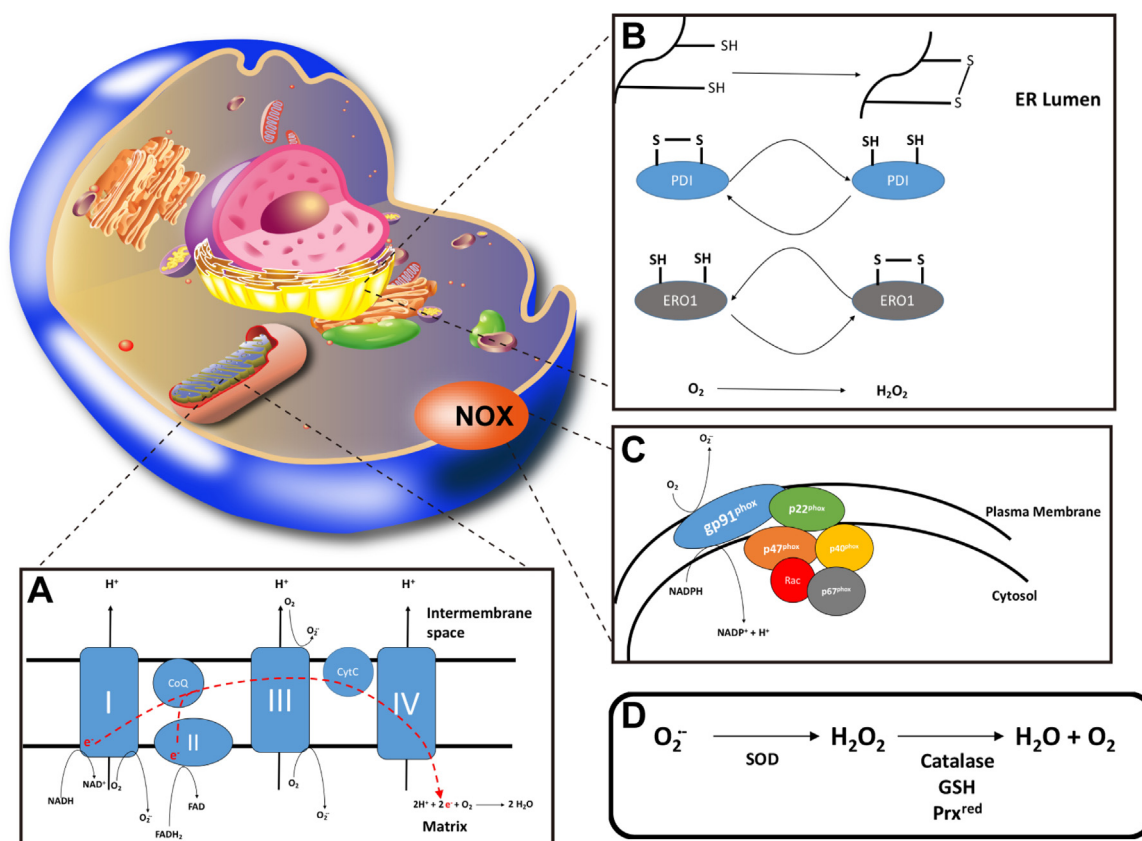 NOX
A
H⁺
H⁺
H⁺
Intermembrane
space
O₂
O₂˙⁻
I
CoQ
III
CytC
IV
e⁻
II
e⁻
NADH
NAD⁺
O₂
O₂˙⁻
FADH₂
FAD
O₂
O₂˙⁻
2H⁺ + 2 e⁻ + O₂ → 2 H₂O
Matrix
B
SH
SH
S
S
ER Lumen
S — S
PDI
SH SH
PDI
SH SH
ERO1
S — S
ERO1
O₂ → H₂O₂
C
O₂˙⁻
O₂
gp91ᵖʰᵒˣ
p22ᵖʰᵒˣ
Plasma Membrane
p47ᵖʰᵒˣ
p40ᵖʰᵒˣ
NADPH
Rac
p67ᵖʰᵒˣ
Cytosol
NADP⁺ + H⁺
D
O₂˙⁻ → H₂O₂ → H₂O + O₂
SOD
Catalase
GSH
Prxʳᵉᵈ